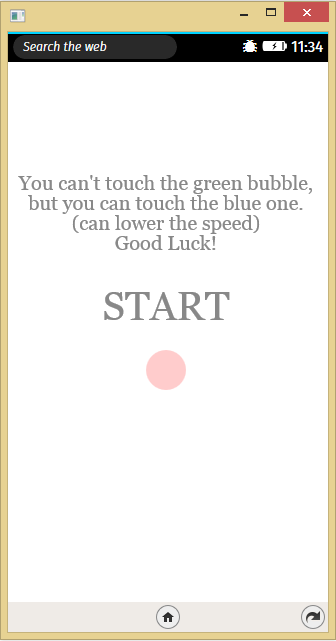 Search the web
11:34
You can't touch the green bubble,
but you can touch the blue one.
(can lower the speed)
Good Luck!
START